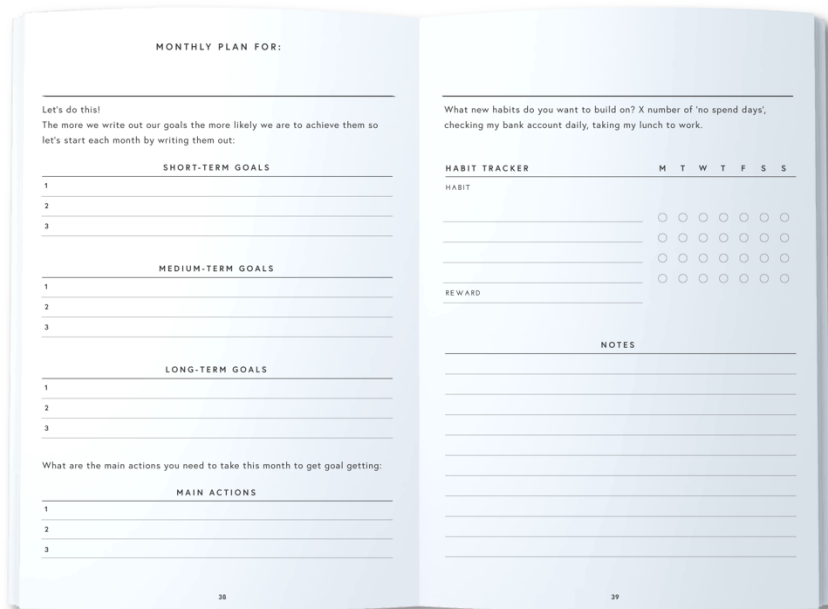 MONTHLY PLAN FOR:
Let's do this!
The more we write out our goals the more likely we are to achieve them so
let's start each month by writing them out:
SHORT-TERM GOALS
1
2
3
MEDIUM-TERM GOALS
1
2
3
LONG-TERM GOALS
1
2
3
What are the main actions you need to take this month to get goal getting:
MAIN ACTIONS
1
2
3
38
What new habits do you want to build on? X number of 'no spend days',
checking my bank account daily, taking my lunch to work.
HABIT TRACKER M T W T F S S
HABIT
REWARD
NOTES
39